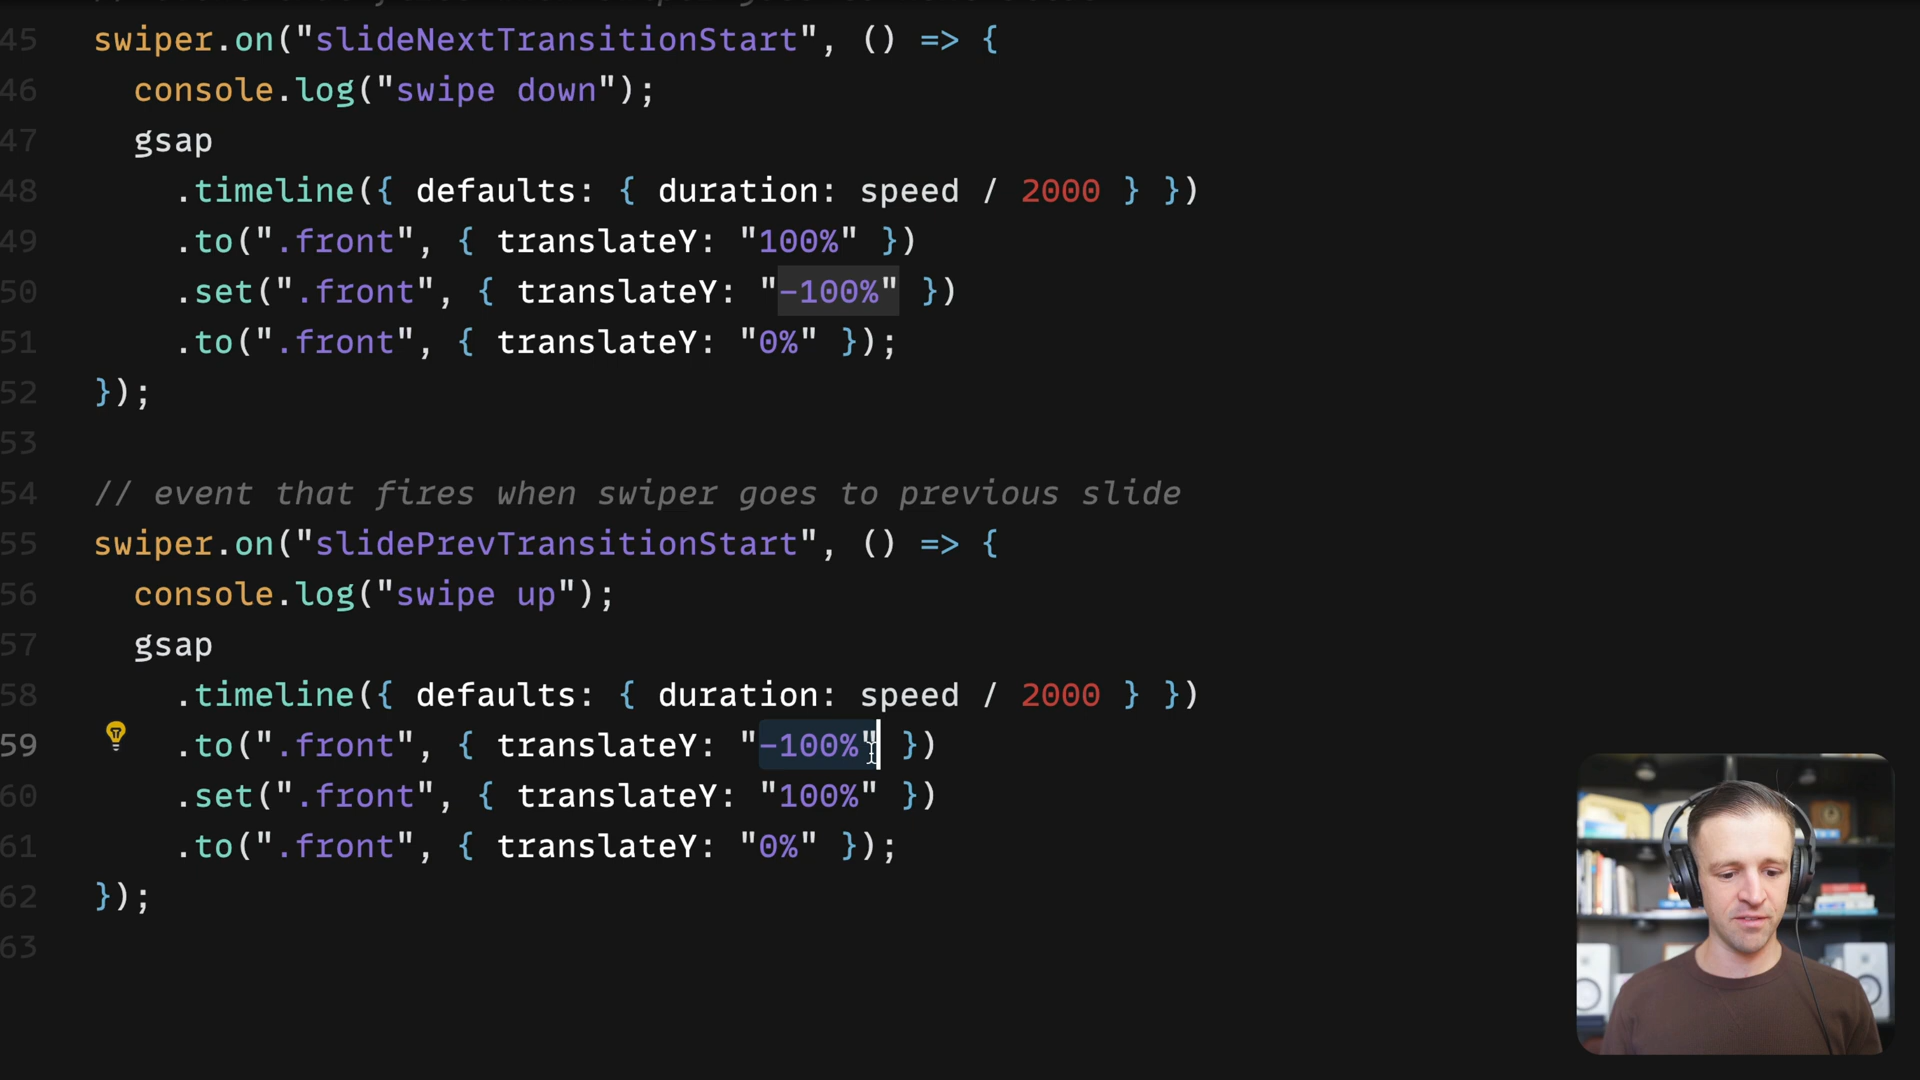 45 swiper.on("slideNextTransitionStart", () => {
46 console.log("swipe down");
47 gsap
48 .timeline({ defaults: { duration: speed / 2000 } })
49 .to(".front", { translateY: "100%" })
50 .set(".front", { translateY: "-100%" })
51 .to(".front", { translateY: "0%" });
52 });
53
54 // event that fires when swiper goes to previous slide
55 swiper.on("slidePrevTransitionStart", () => {
56 console.log("swipe up");
57 gsap
58 .timeline({ defaults: { duration: speed / 2000 } })
59 .to(".front", { translateY: "-100%" })
60 .set(".front", { translateY: "100%" })
61 .to(".front", { translateY: "0%" });
62 });
63